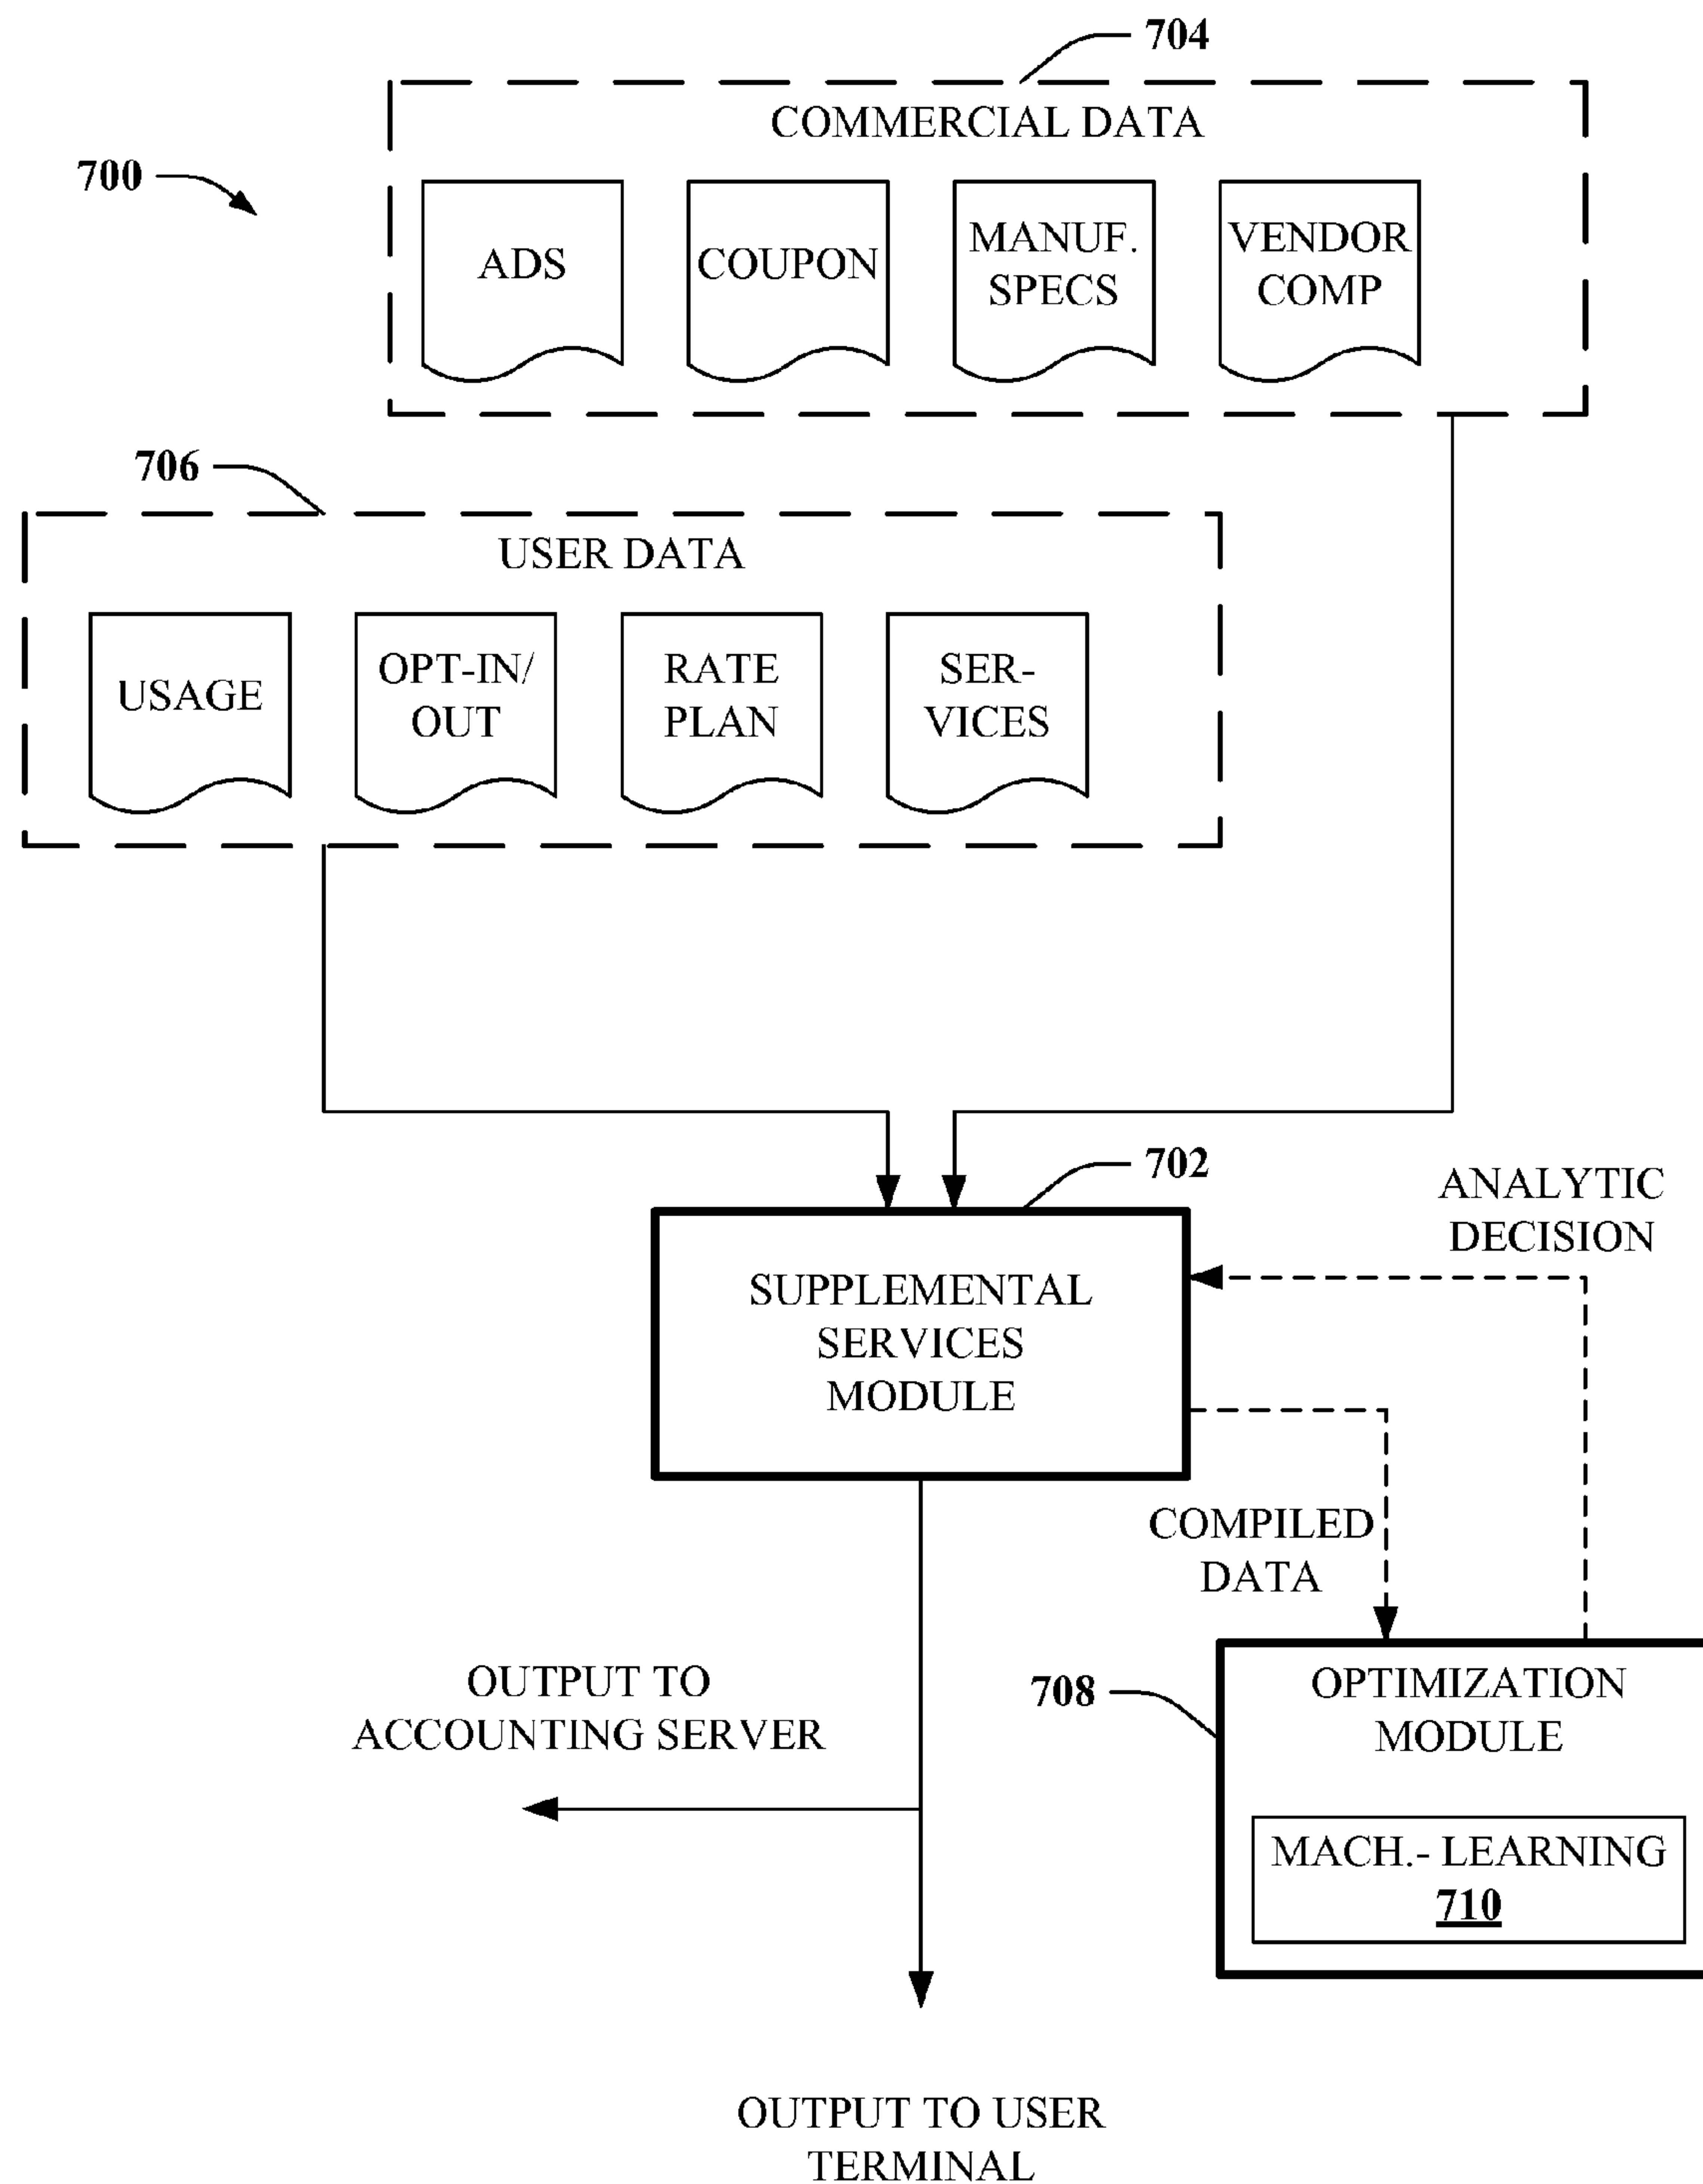 704
COMMERCIAL DATA
700
ADS
COUPON
MANUF.
SPECS
VENDOR
COMP
706
USER DATA
USAGE
OPT-IN/
OUT
RATE
PLAN
SER-
VICES
702
ANALYTIC
DECISION
SUPPLEMENTAL
SERVICES
MODULE
COMPILED
DATA
OUTPUT TO
ACCOUNTING SERVER
708
OPTIMIZATION
MODULE
MACH.- LEARNING
710
OUTPUT TO USER
TERMINAL